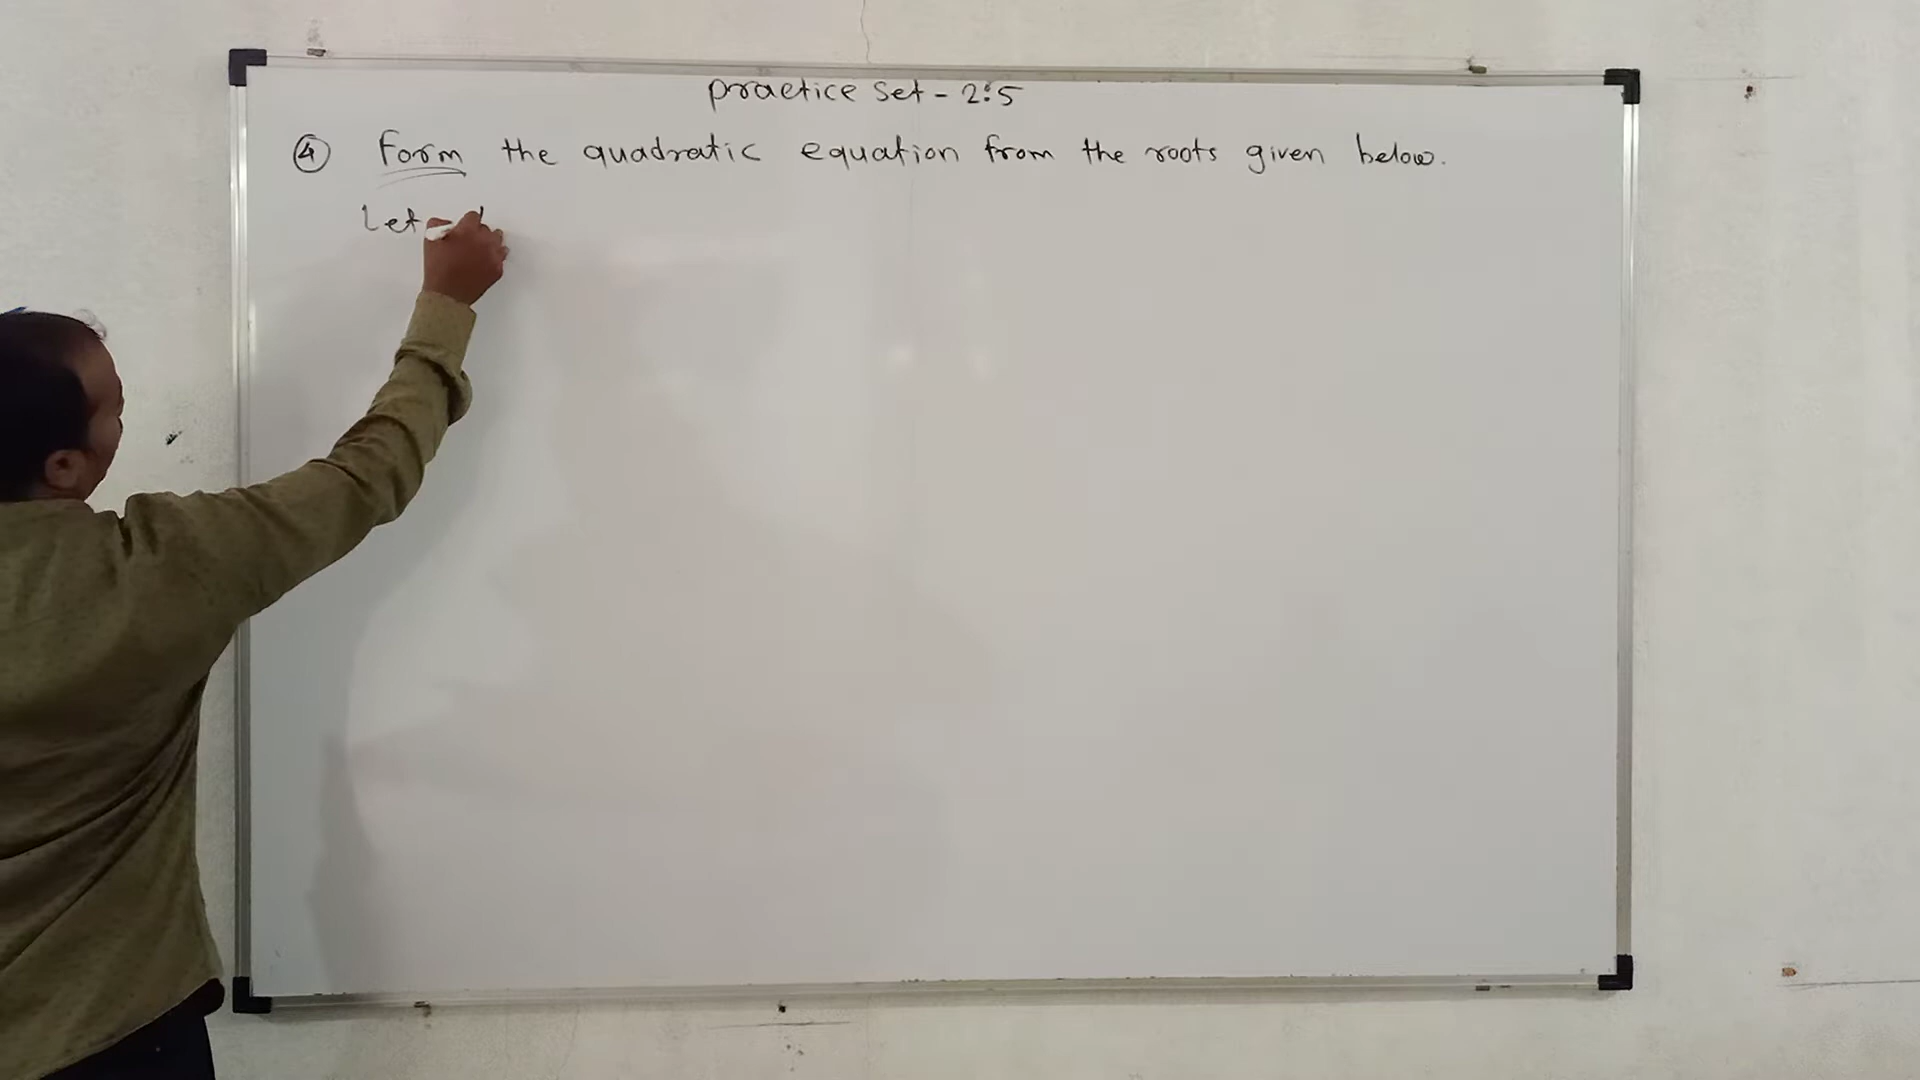 practice set - 2:5
④ Form the quadratic equation from the roots given below.
Let